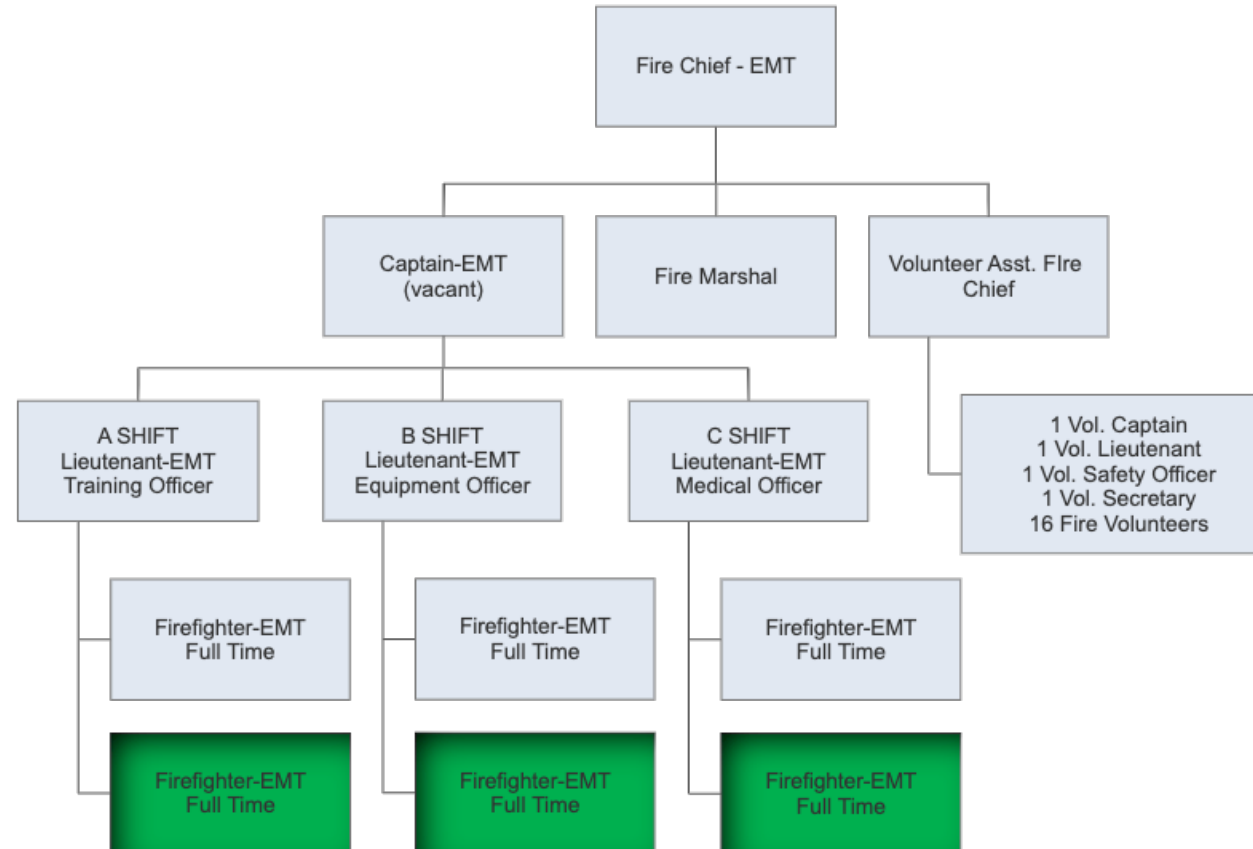 Fire Chief - EMT
Captain-EMT
(vacant)
Fire Marshal
Volunteer Asst. FIre
Chief
A SHIFT
Lieutenant-EMT
Training Officer
B SHIFT
Lieutenant-EMT
Equipment Officer
C SHIFT
Lieutenant-EMT
Medical Officer
1 Vol. Captain
1 Vol. Lieutenant
1 Vol. Safety Officer
1 Vol. Secretary
16 Fire Volunteers
Firefighter-EMT
Full Time
Firefighter-EMT
Full Time
Firefighter-EMT
Full Time
Firefighter-EMT
Full Time
Firefighter-EMT
Full Time
Firefighter-EMT
Full Time